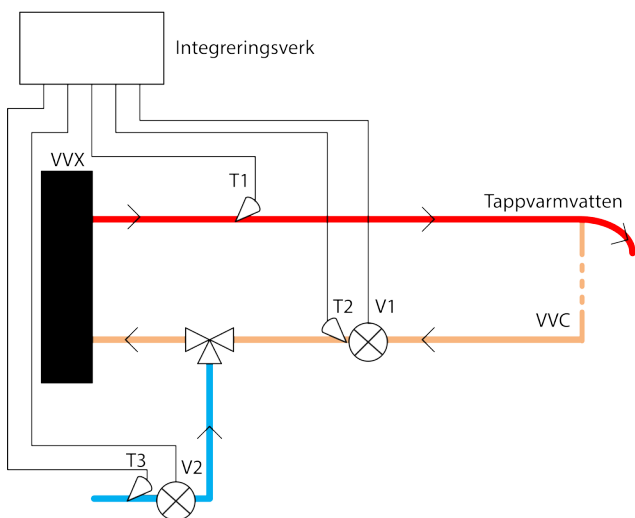 Integreringsverk
VVX
T1
Tappvarmvatten
T2
V1
VVC
T3
V2